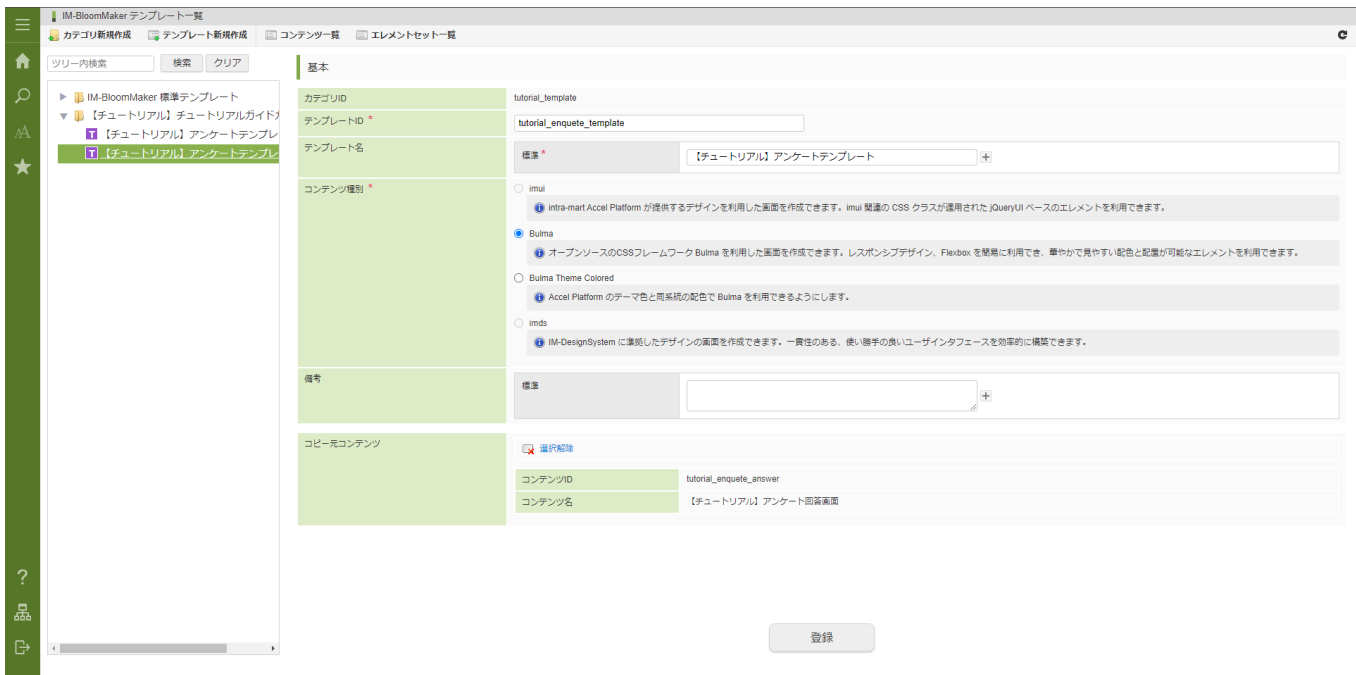 IM-BloomMaker テンプレート一覧
カテゴリ新規作成 テンプレート新規作成 コンテンツ一覧 エレメントセット一覧
ツリー内検索 検索 クリア
IM-BloomMaker 標準テンプレート
【チュートリアル】チュートリアルガイド
【チュートリアル】アンケートテンプレ
【チュートリアル】アンケートテンプレ
基本
カテゴリID tutorial_template
テンプレートID * tutorial_enquete_template
テンプレート名 標準 * 【チュートリアル】アンケートテンプレート
コンテンツ種別 * imui
intra-mart Accel Platform が提供するデザインを利用した画面を作成できます。imui 関連の CSS クラスが適用された jQueryUI ベースのエレメントを利用できます。
Bulma
オープンソースのCSSフレームワーク Bulma を利用した画面を作成できます。レスポンシブデザイン、Flexbox を簡易に利用でき、華やかで見やすい配色と配置が可能なエレメントを利用できます。
Bulma Theme Colored
Accel Platform のテーマ色と同系統の配色で Bulma を利用できるようにします。
imds
IM-DesignSystem に準拠したデザインの画面を作成できます。一貫性のある、使い勝手の良いユーザインタフェースを効率的に構築できます。
備考 標準
コピー元コンテンツ 選択解除
コンテンツID tutorial_enquete_answer
コンテンツ名 【チュートリアル】アンケート回答画面
登録